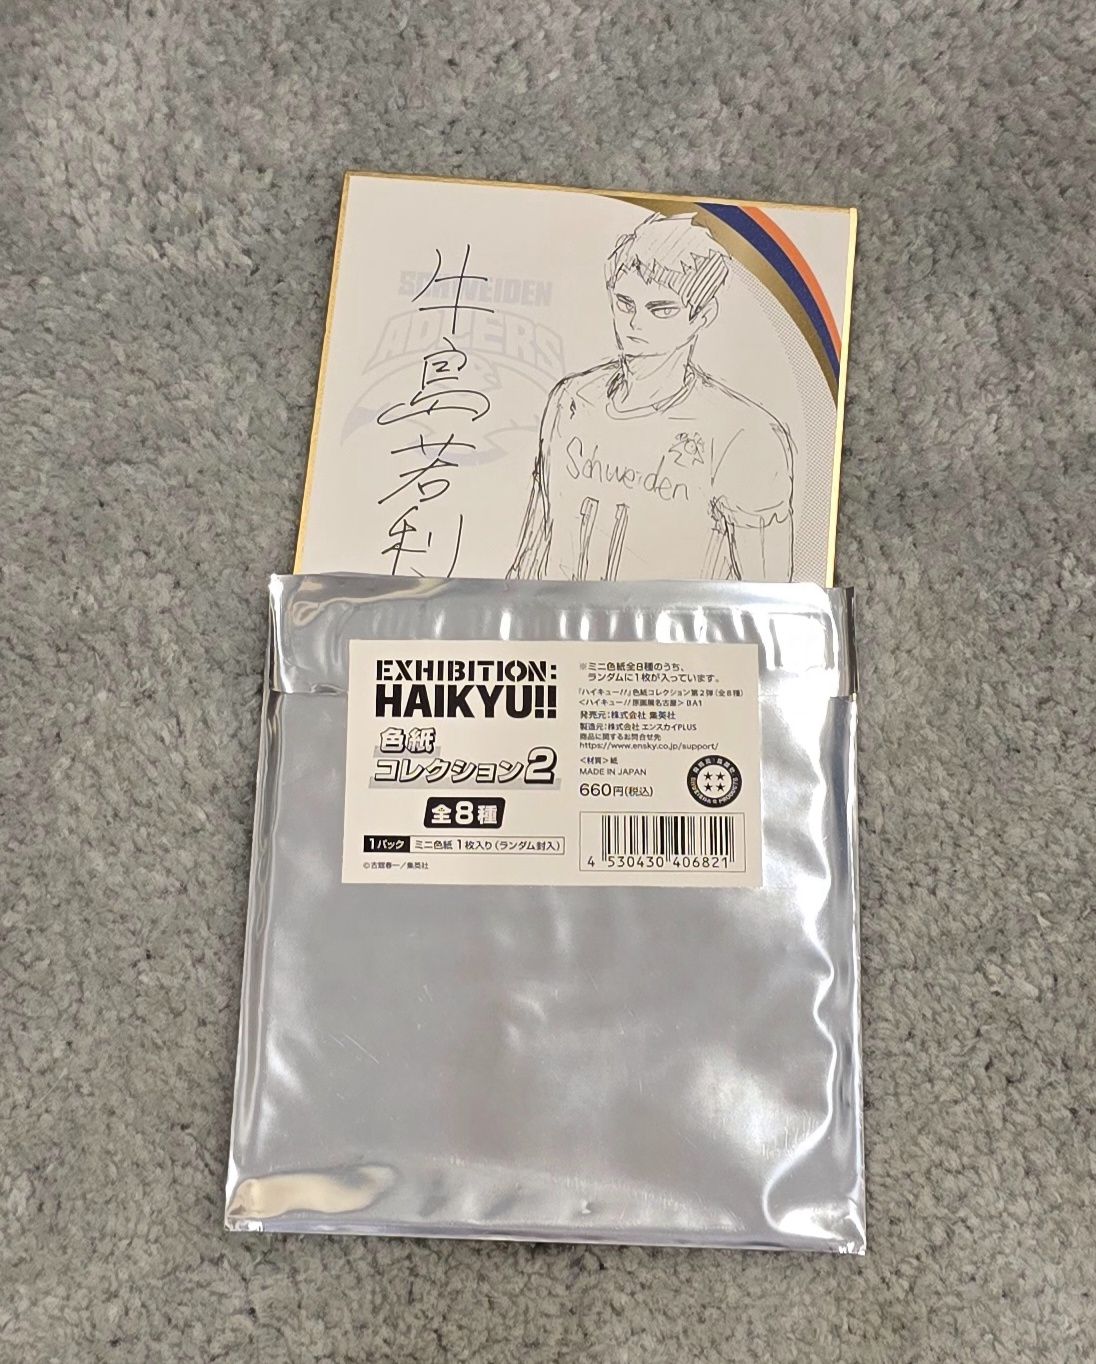 牛島若利
SCHWEIDEN
ADLERS
Schweiden
11
EXHIBITION:
HAIKYU!!
色紙
コレクション2
全8種
1パック ミニ色紙 1枚入り(ランダム封入)
©古舘春一/集英社
※ミニ色紙全8種のうち、
ランダムに1枚が入っています。
『ハイキュー!!』色紙コレクション第2弾(全8種)
<ハイキュー!!原画展名古屋> BA1
発売元:株式会社 集英社
製造元:株式会社 エンスカイPLUS
商品に関するお問合せ先
https://www.ensky.co.jp/support/
<材質>紙
MADE IN JAPAN
660円(税込)
4 530430 406821